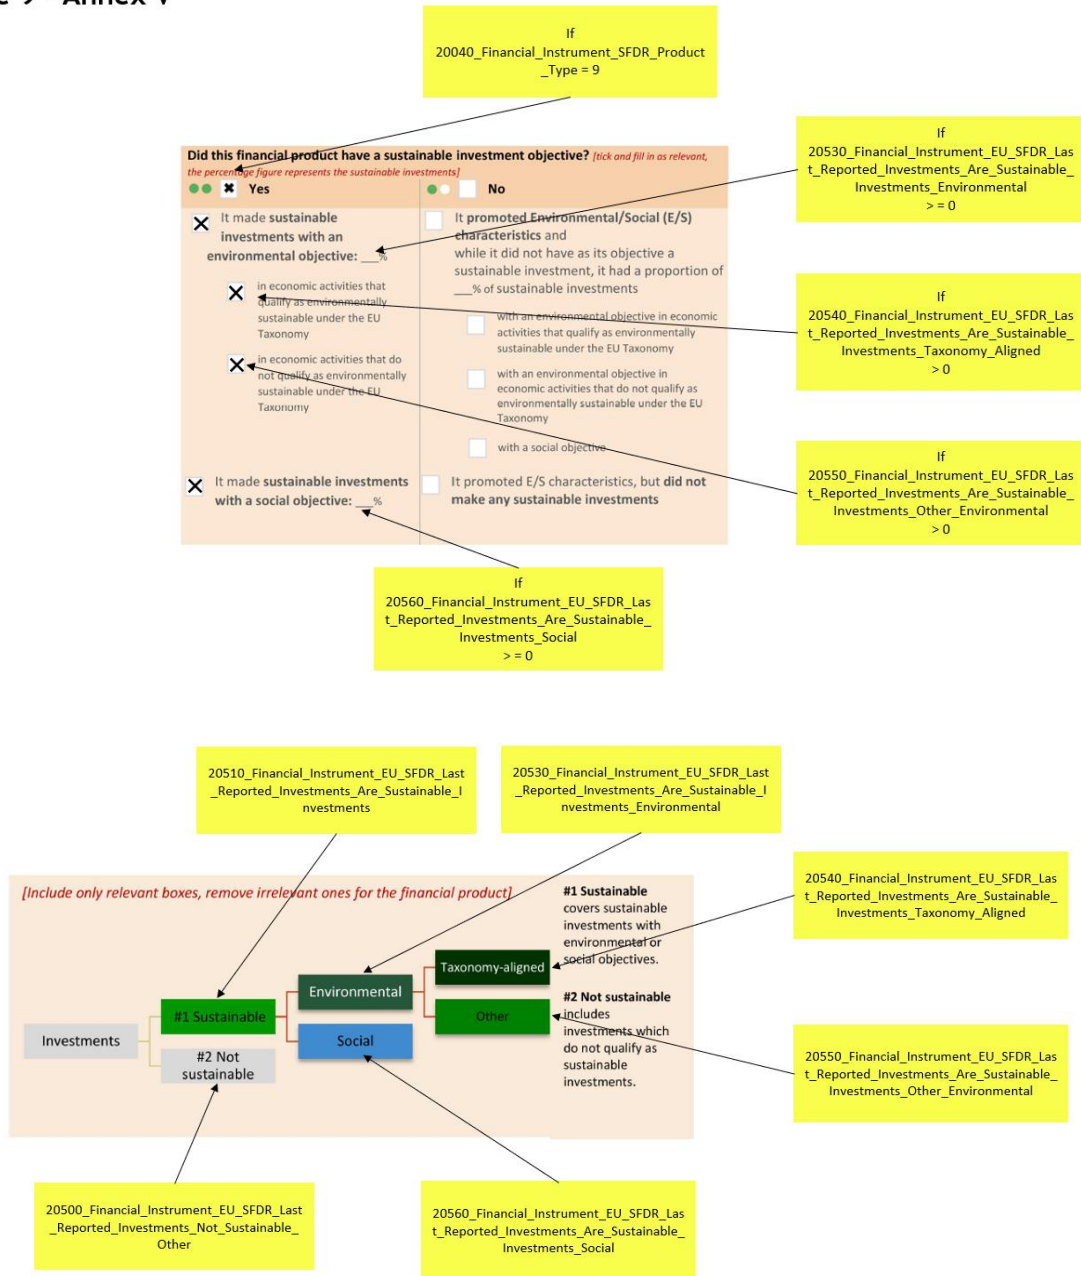 Annex V
If
20040_Financial_Instrument_SFDR_Product
_Type = 9
Did this financial product have a sustainable investment objective? [tick and fill in as relevant,
the percentage figure represents the sustainable investments]
Yes
No
It made sustainable
investments with an
environmental objective: ___%
in economic activities that
qualify as environmentally
sustainable under the EU
Taxonomy
in economic activities that do
not qualify as environmentally
sustainable under the EU
Taxonomy
It made sustainable investments
with a social objective: ___%
It promoted Environmental/Social (E/S)
characteristics and
while it did not have as its objective a
sustainable investment, it had a proportion of
___% of sustainable investments
with an environmental objective in economic
activities that qualify as environmentally
sustainable under the EU Taxonomy
with an environmental objective in
economic activities that do not qualify as
environmentally sustainable under the EU
Taxonomy
with a social objective
It promoted E/S characteristics, but did not
make any sustainable investments
If
20530_Financial_Instrument_EU_SFDR_Las
t_Reported_Investments_Are_Sustainable_
Investments_Environmental
> = 0
If
20540_Financial_Instrument_EU_SFDR_Las
t_Reported_Investments_Are_Sustainable_
Investments_Taxonomy_Aligned
> 0
If
20550_Financial_Instrument_EU_SFDR_Las
t_Reported_Investments_Are_Sustainable_
Investments_Other_Environmental
> 0
If
20560_Financial_Instrument_EU_SFDR_Las
t_Reported_Investments_Are_Sustainable_
Investments_Social
> = 0
20510_Financial_Instrument_EU_SFDR_Last
_Reported_Investments_Are_Sustainable_I
nvestments
20530_Financial_Instrument_EU_SFDR_Last
_Reported_Investments_Are_Sustainable_I
nvestments_Environmental
20540_Financial_Instrument_EU_SFDR_Las
t_Reported_Investments_Are_Sustainable_
Investments_Taxonomy_Aligned
[Include only relevant boxes, remove irrelevant ones for the financial product]
Investments
#1 Sustainable
#2 Not
sustainable
Environmental
Social
Taxonomy-aligned
Other
#1 Sustainable
covers sustainable
investments with
environmental or
social objectives.
#2 Not sustainable
includes
investments which
do not qualify as
sustainable
investments.
20550_Financial_Instrument_EU_SFDR_Las
t_Reported_Investments_Are_Sustainable_
Investments_Other_Environmental
20500_Financial_Instrument_EU_SFDR_Last
_Reported_Investments_Not_Sustainable_
Other
20560_Financial_Instrument_EU_SFDR_Las
t_Reported_Investments_Are_Sustainable_
Investments_Social